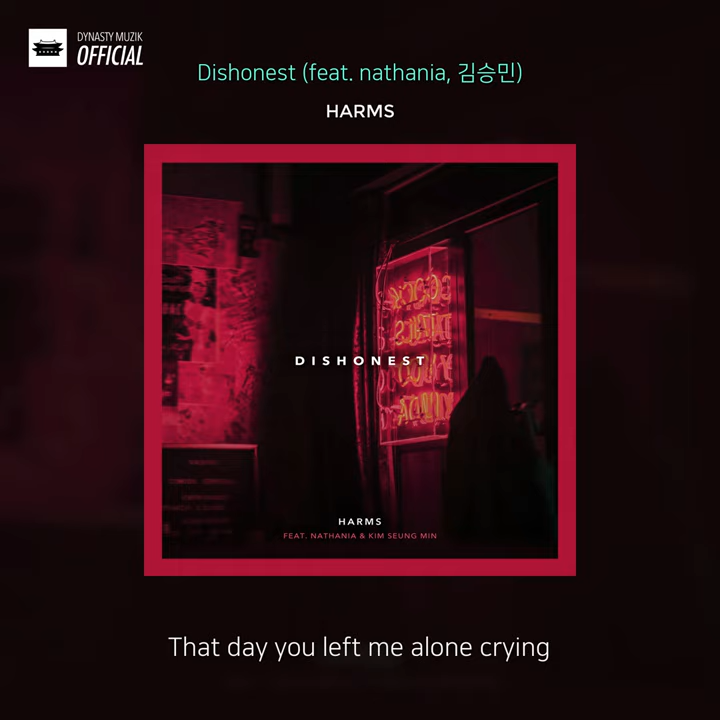 DYNASTY MUZIK
OFFICIAL
Dishonest (feat. nathania, 김승민)
HARMS
DISHONEST
HARMS
FEAT. NATHANIA & KIM SEUNG MIN
That day you left me alone crying